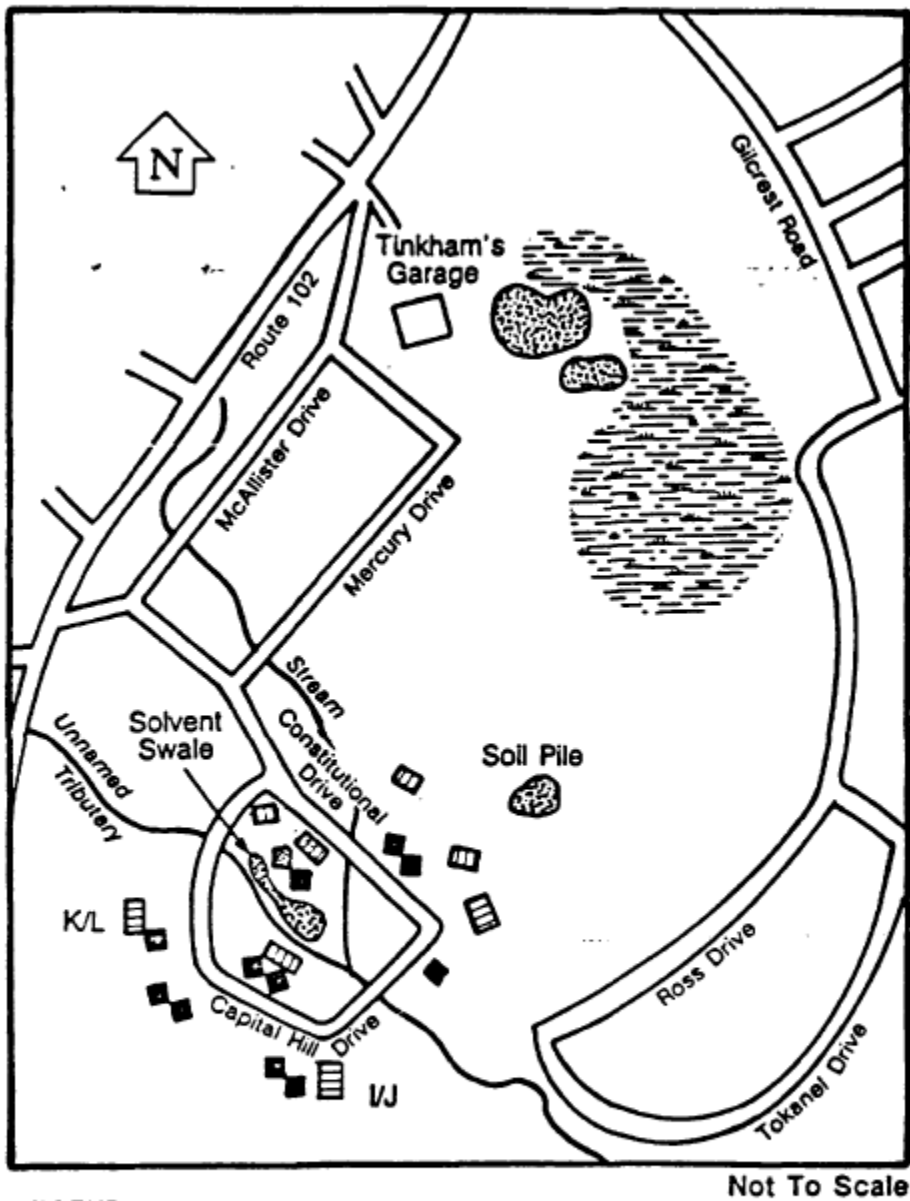 N
Gilcrest Road
Tinkham's
Garage
Route 102
McAllister Drive
Mercury Drive
Stream
Solvent
Swale
Constitutional
Drive
Soil Pile
Unnamed
Tributery
K/L
Ross Drive
Capital Hill Drive
I/J
Tokanel Drive
Not To Scale